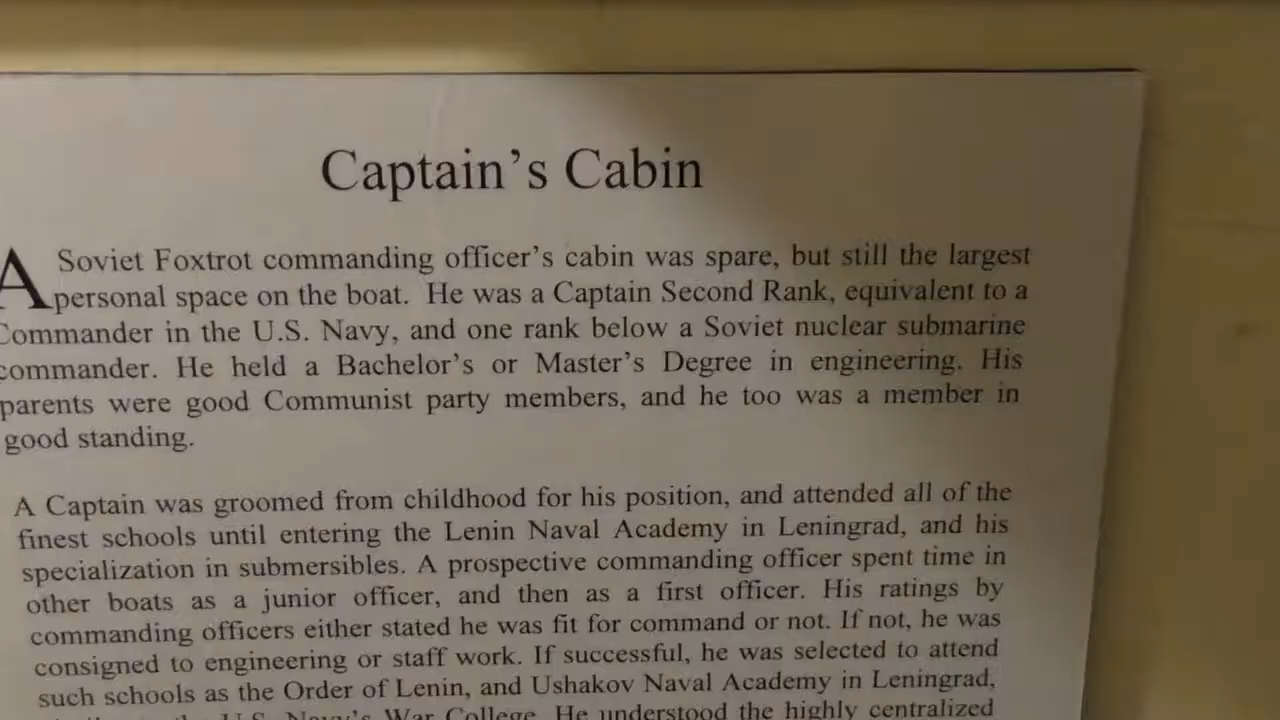 Captain's Cabin
A Soviet Foxtrot commanding officer's cabin was spare, but still the largest
personal space on the boat. He was a Captain Second Rank, equivalent to a
Commander in the U.S. Navy, and one rank below a Soviet nuclear submarine
commander. He held a Bachelor's or Master's Degree in engineering. His
parents were good Communist party members, and he too was a member in
good standing.
A Captain was groomed from childhood for his position, and attended all of the
finest schools until entering the Lenin Naval Academy in Leningrad, and his
specialization in submersibles. A prospective commanding officer spent time in
other boats as a junior officer, and then as a first officer. His ratings by
commanding officers either stated he was fit for command or not. If not, he was
consigned to engineering or staff work. If successful, he was selected to attend
such schools as the Order of Lenin, and Ushakov Naval Academy in Leningrad,
the U.S. Navy's War College. He understood the highly centralized